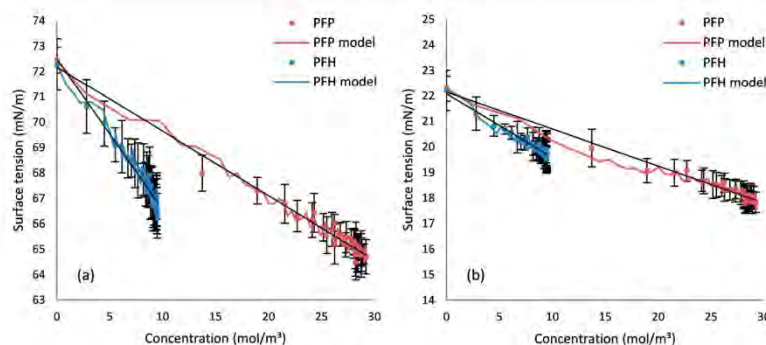 74
73
72
71
70
69
68
67
66
65
64
63
Surface tension (mN/m)
PFP
PFP model
PFH
PFH model
(a)
0 5 10 15 20 25 30
Concentration (mol/m³)
25
24
23
22
21
20
19
18
17
16
15
14
Surface tension (mN/m)
PFP
PFP model
PFH
PFH model
(b)
0 5 10 15 20 25 30
Concentration (mol/m³)